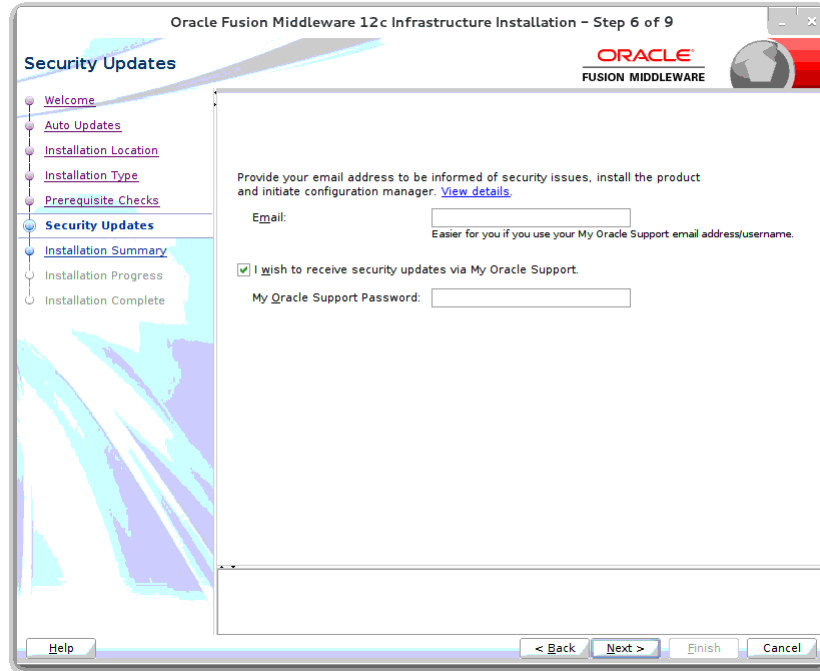 Oracle Fusion Middleware 12c Infrastructure Installation – Step 6 of 9
Security Updates
ORACLE
FUSION MIDDLEWARE
Welcome
Auto Updates
Installation Location
Installation Type
Prerequisite Checks
Security Updates
Installation Summary
Installation Progress
Installation Complete
Provide your email address to be informed of security issues, install the product
and initiate configuration manager. View details.
Email:
Easier for you if you use your My Oracle Support email address/username.
I wish to receive security updates via My Oracle Support.
My Oracle Support Password:
Help
< Back
Next >
Finish
Cancel